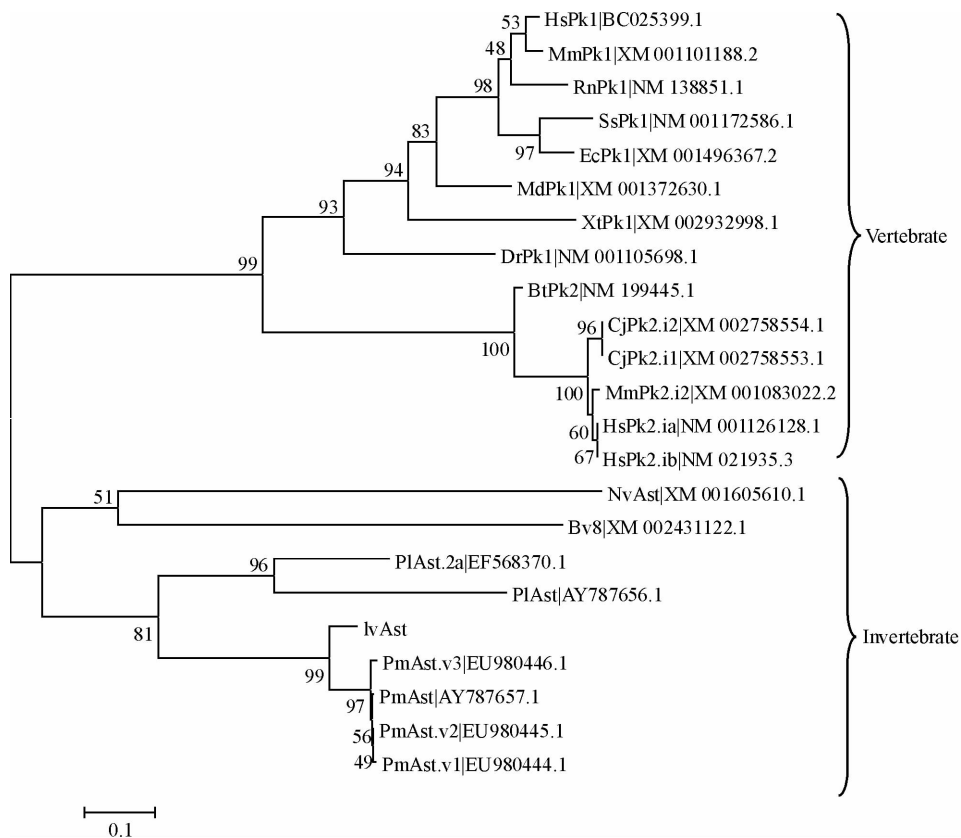 53
HsPk1|BC025399.1
48
MmPk1|XM 001101188.2
98
RnPk1|NM 138851.1
SsPk1|NM 001172586.1
83
97
EcPk1|XM 001496367.2
94
MdPk1|XM 001372630.1
93
XtPk1|XM 002932998.1
Vertebrate
99
DrPk1|NM 001105698.1
BtPk2|NM 199445.1
96
CjPk2.i2|XM 002758554.1
100
CjPk2.i1|XM 002758553.1
100
MmPk2.i2|XM 001083022.2
60
HsPk2.ia|NM 001126128.1
67
HsPk2.ib|NM 021935.3
51
NvAst|XM 001605610.1
Bv8|XM 002431122.1
96
PlAst.2a|EF568370.1
PlAst|AY787656.1
81
lvAst
Invertebrate
99
PmAst.v3|EU980446.1
97
PmAst|AY787657.1
56
PmAst.v2|EU980445.1
49
PmAst.v1|EU980444.1
0.1